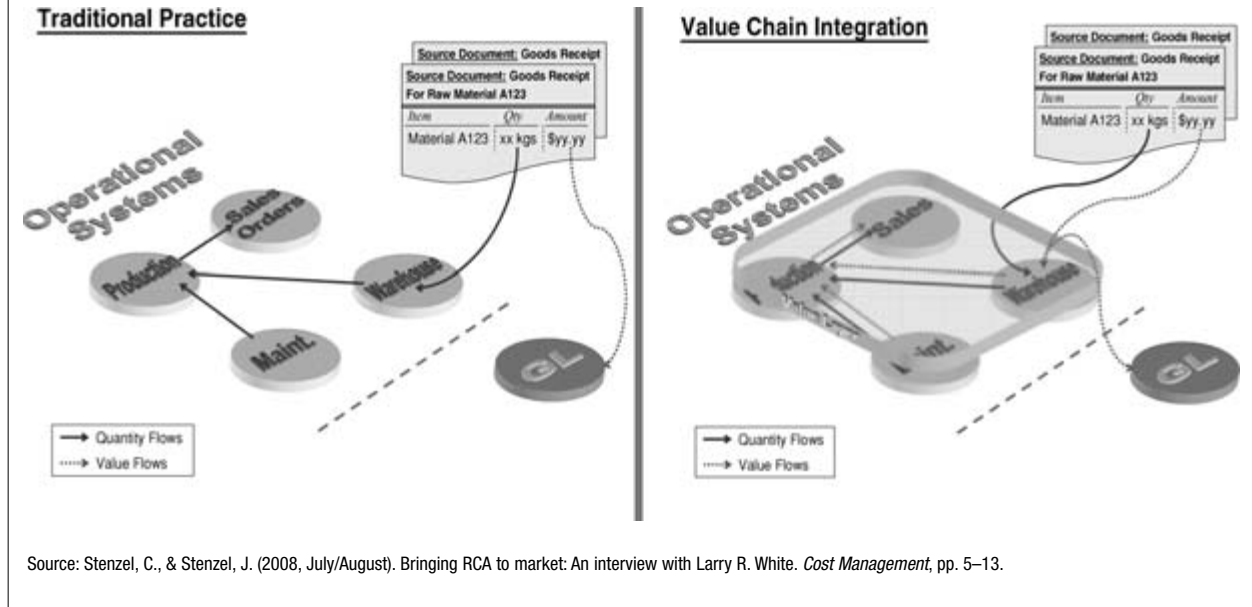 Traditional Practice
Source Document: Goods Receipt
Source Document: Goods Receipt
For Raw Material A123
Item Qty Amount
Material A123 xx kgs $yy.yy
Operational
Systems
Sales
Orders
Production
Warehouse
Maint.
GL
Quantity Flows
Value Flows
Value Chain Integration
Source Document: Goods Receipt
Source Document: Goods Receipt
For Raw Material A123
Item Qty Amount
Material A123 xx kgs $yy.yy
Operational
Systems
Sales
duction
Warehouse
int.
GL
Quantity Flows
Value Flows
Source: Stenzel, C., & Stenzel, J. (2008, July/August). Bringing RCA to market: An interview with Larry R. White. Cost Management, pp. 5–13.